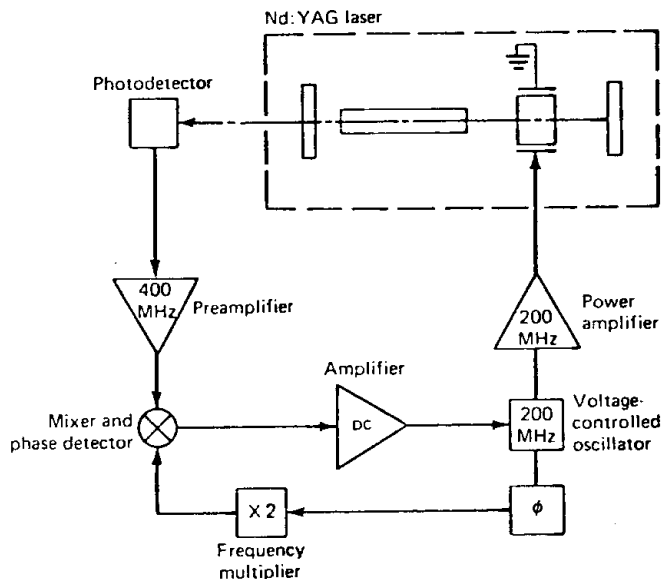 Nd:YAG laser
Photodetector
400
MHz
Preamplifier
200
MHz
Power
amplifier
Amplifier
Mixer and
phase detector
DC
200
MHz
Voltage-
controlled
oscillator
X 2
ϕ
Frequency
multiplier